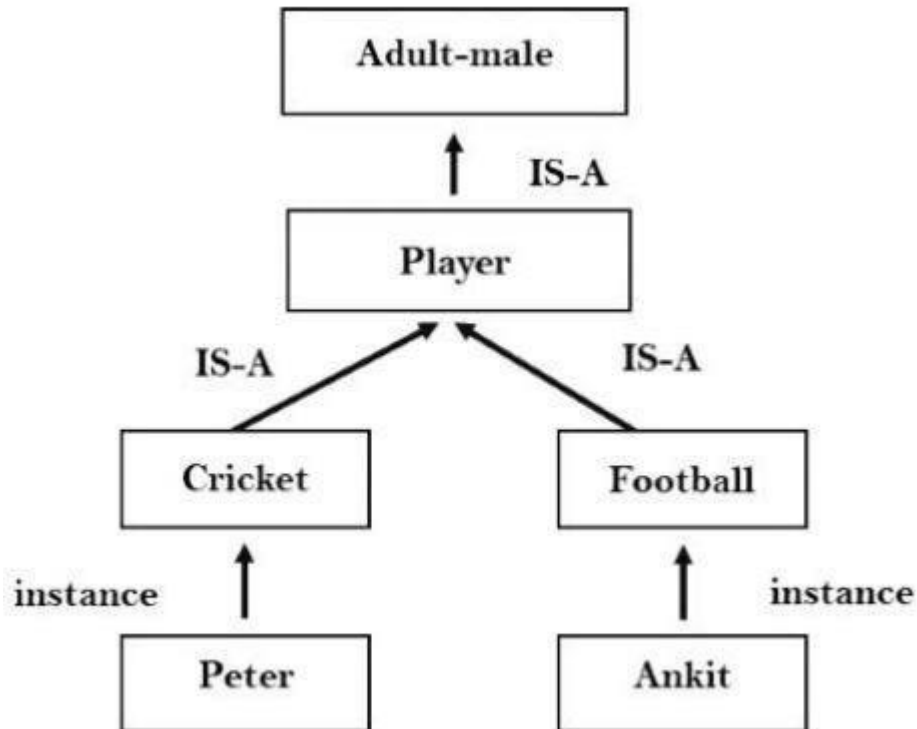 Adult-male
IS-A
Player
IS-A
IS-A
Cricket
Football
instance
instance
Peter
Ankit